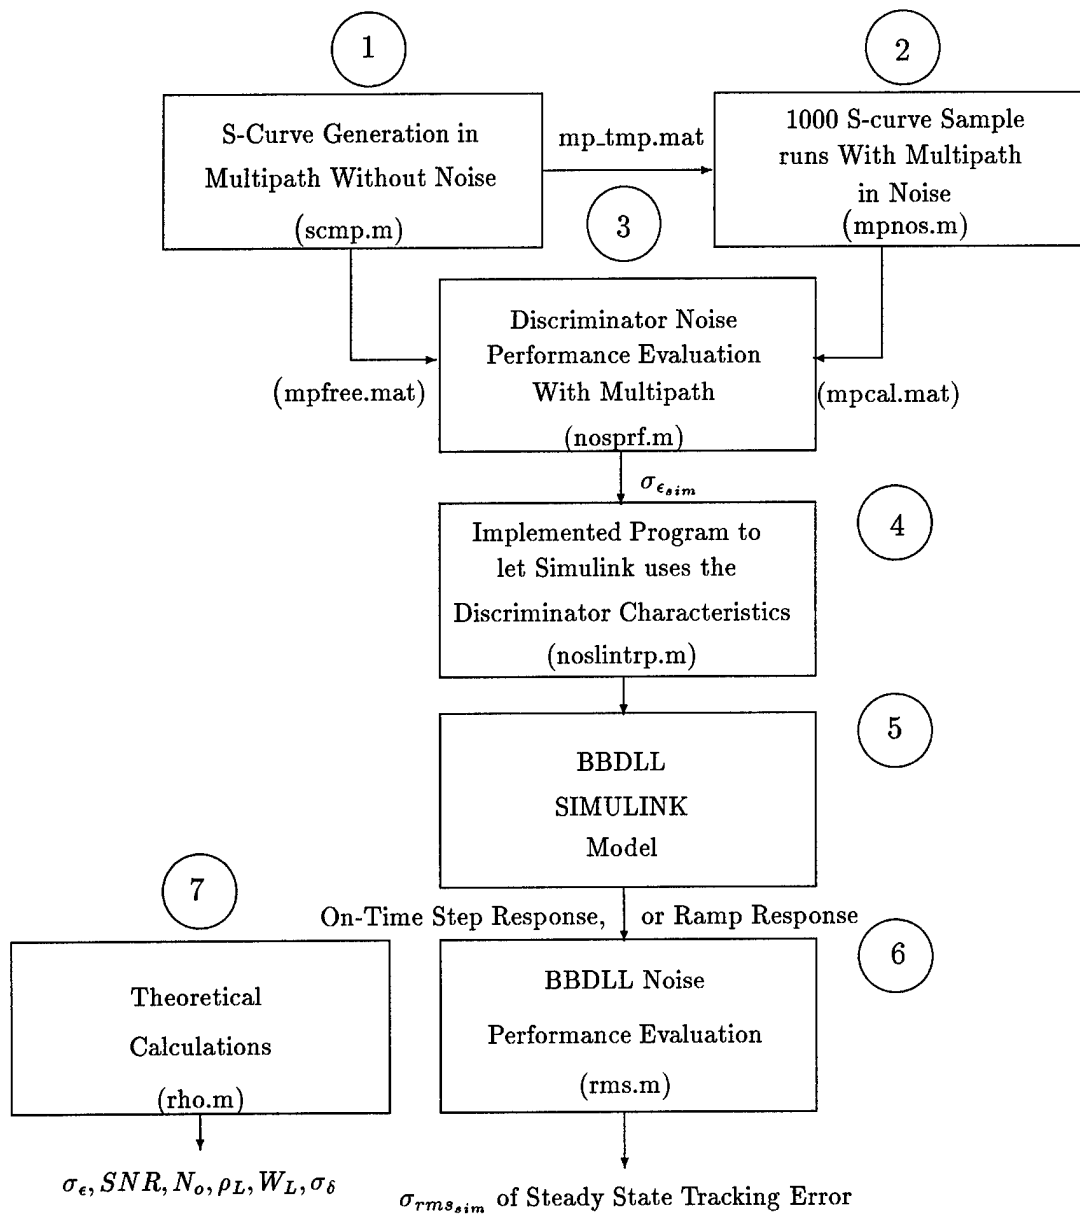 1
2
S-Curve Generation in
Multipath Without Noise
(scmp.m)
mp_tmp.mat
1000 S-curve Sample
runs With Multipath
in Noise
(mpnos.m)
3
Discriminator Noise
Performance Evaluation
With Multipath
(nosprf.m)
(mpfree.mat)
(mpcal.mat)
σ_{ϵ_{sim}}
4
Implemented Program to
let Simulink uses the
Discriminator Characteristics
(noslintrp.m)
5
BBDLL
SIMULINK
Model
7
On-Time Step Response, or Ramp Response
6
Theoretical
Calculations
(rho.m)
BBDLL Noise
Performance Evaluation
(rms.m)
σ_ϵ, SNR, N_o, ρ_L, W_L, σ_δ
σ_{rms_{sim}} of Steady State Tracking Error